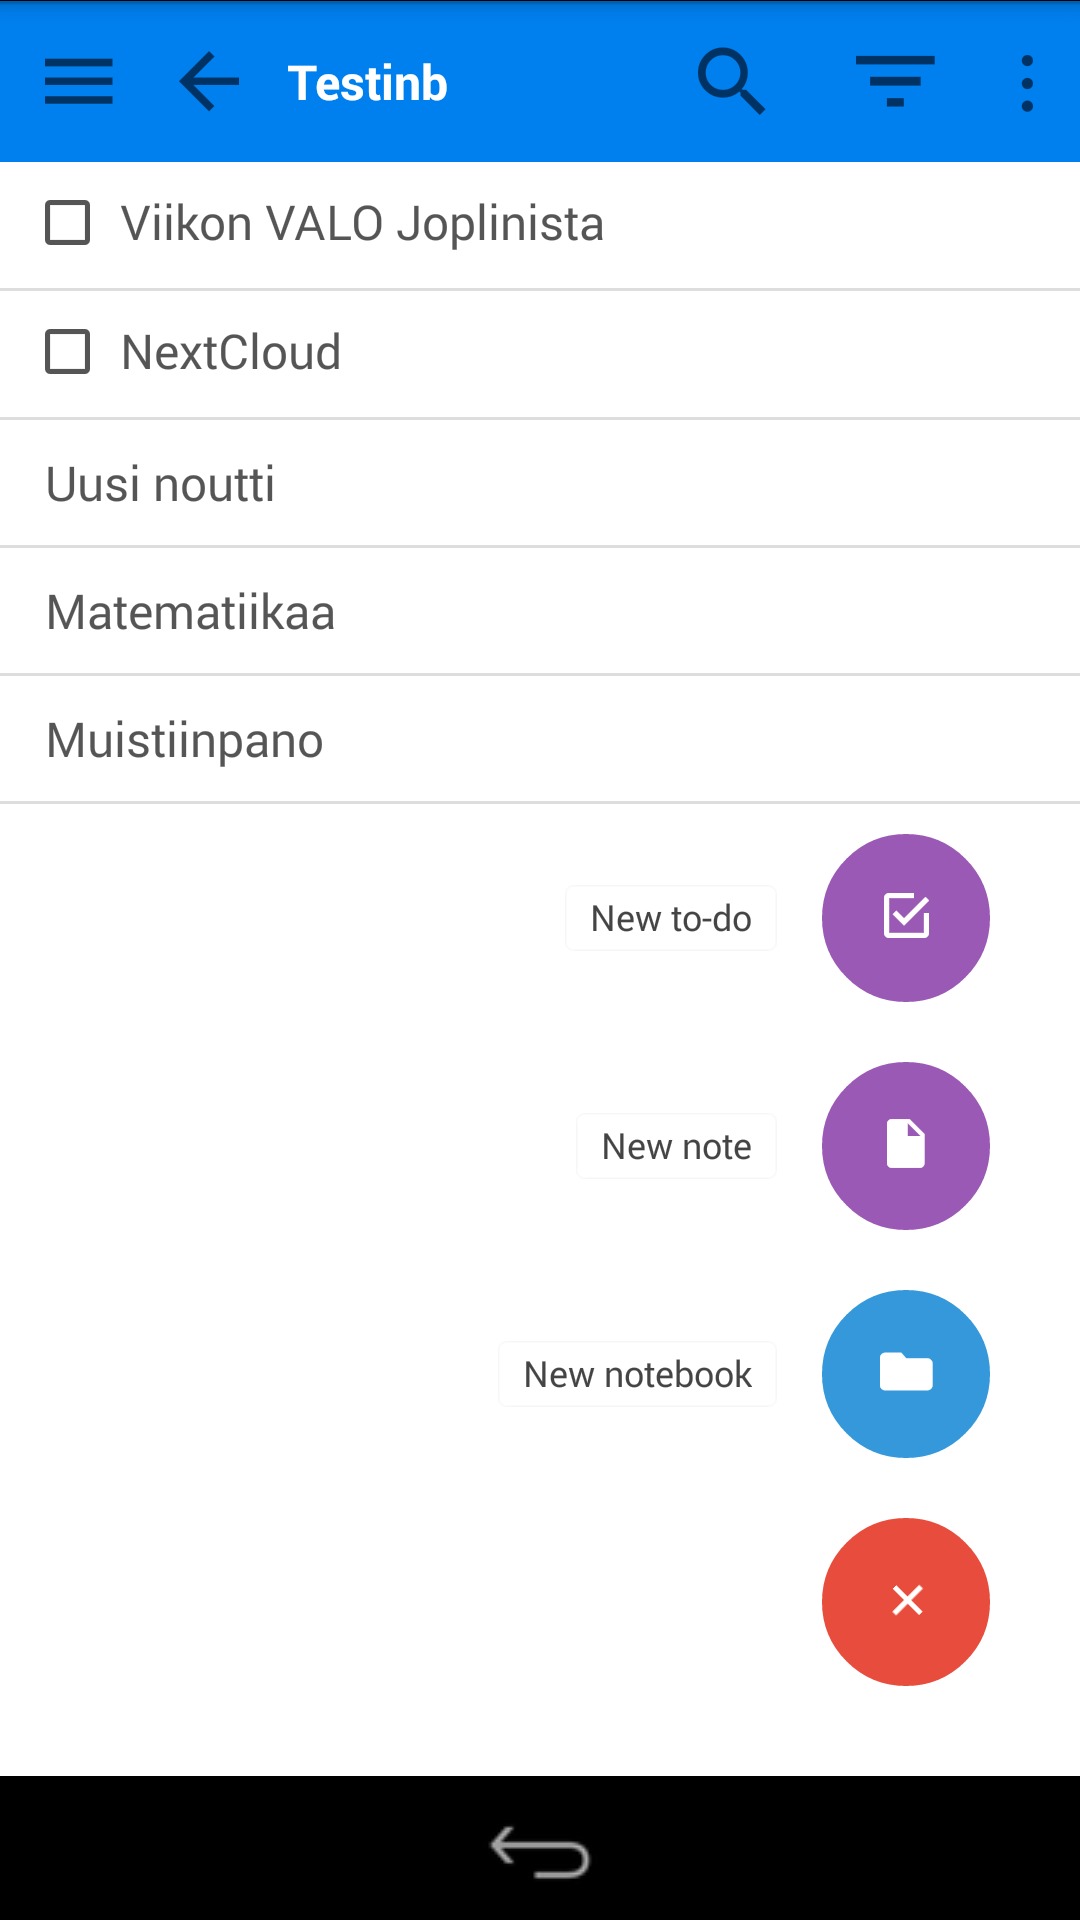 Testinb
Viikon VALO Joplinista
NextCloud
Uusi noutti
Matematiikaa
Muistiinpano
New to-do
New note
New notebook